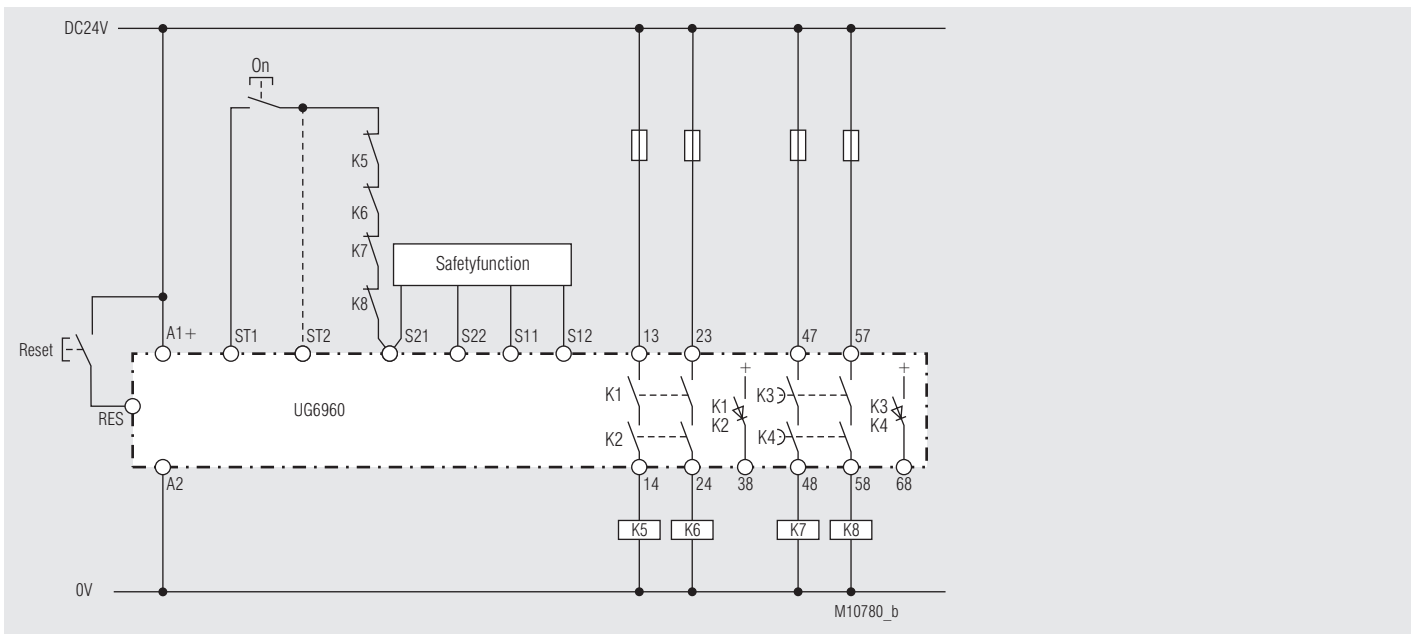 DC24V
On
K5
K6
K7
Safetyfunction
K8
Reset
A1+
ST1
ST2
S21
S22
S11
S12
13
23
47
57
RES
UG6960
K1
K2
K1
K2
K3
K4
K3
K4
A2
14
24
38
48
58
68
K5
K6
K7
K8
0V
M10780_b